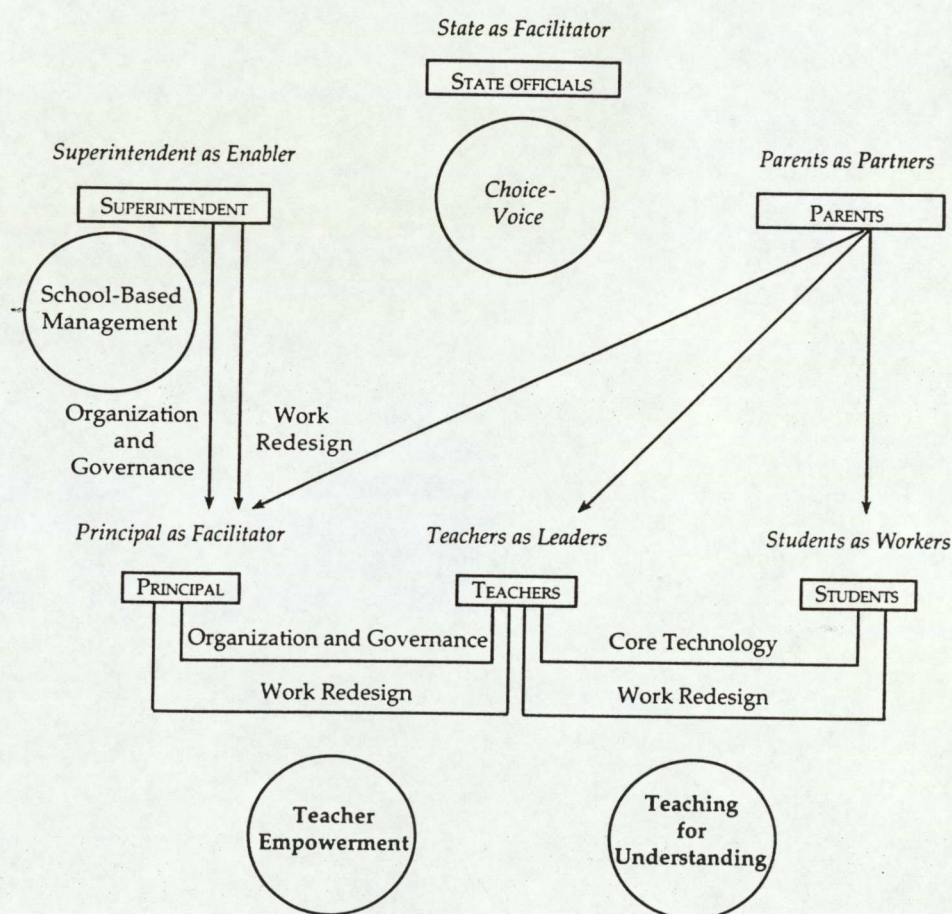 State as Facilitator
STATE OFFICIALS
Superintendent as Enabler
Choice-
Voice
Parents as Partners
SUPERINTENDENT
PARENTS
School-Based
Management
Organization
and
Governance
Work
Redesign
Principal as Facilitator
Teachers as Leaders
Students as Workers
PRINCIPAL
TEACHERS
STUDENTS
Organization and Governance
Core Technology
Work Redesign
Work Redesign
Teacher
Empowerment
Teaching
for
Understanding